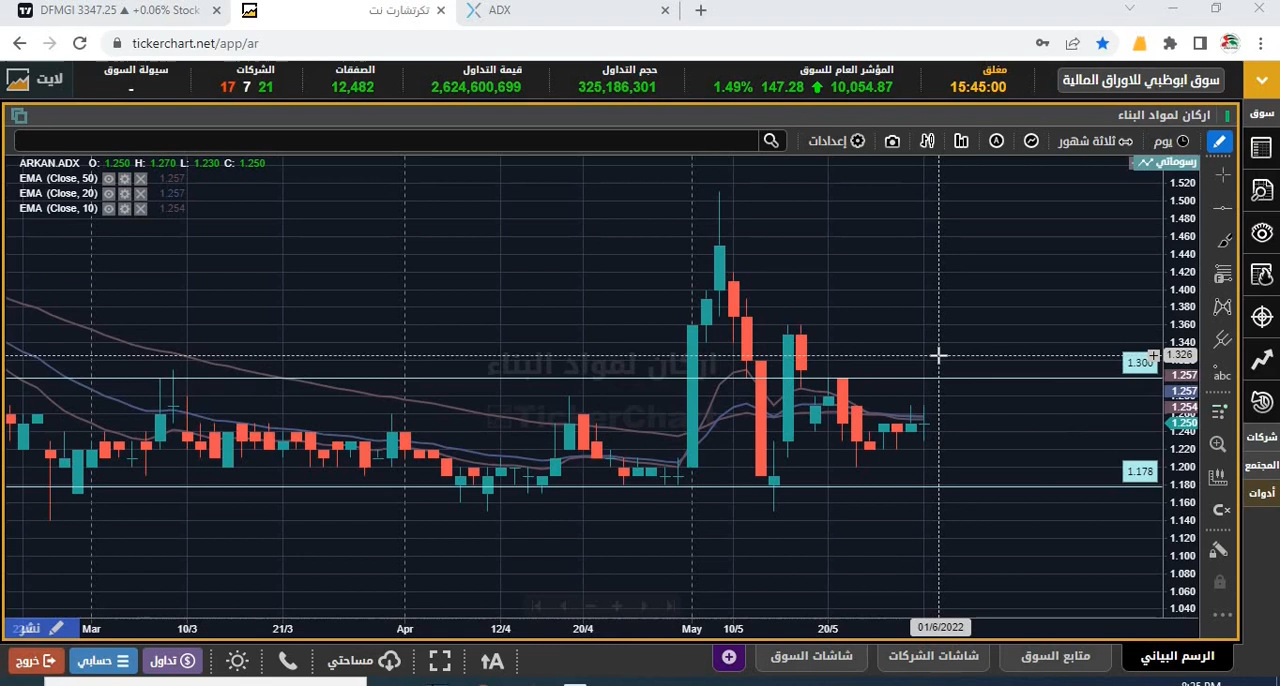 DFMGI 3347.25 ▲ +0.06% Stock
تكرتشارت نت
ADX
tickerchart.net/app/ar
لايت
سيولة السوق
-
الشركات
17 7 21
الصفقات
12,482
قيمة التداول
2,624,600,699
حجم التداول
325,186,301
المؤشر العام للسوق
1.49% 147.28 10,054.87
مغلق
15:45:00
سوق ابوظبي للاوراق المالية
اركان لمواد البناء
سوق
إعدادات
ثلاثة شهور
يوم
ARKAN.ADX O: 1.250 H: 1.270 L: 1.230 C: 1.250
رسوماتي
EMA (Close, 50) 1.257
EMA (Close, 20) 1.257
EMA (Close, 10) 1.254
1.520
1.500
1.480
1.460
1.440
1.420
1.400
1.380
1.360
1.340
1.326
1.300
1.257
1.257
1.254
1.250
1.240
1.200
1.178
1.180
1.160
1.140
1.120
1.100
1.080
1.060
1.040
اركان لمواد البناء
abc
شركات
المجتمع
أدوات
نشر
Mar 10/3 21/3 Apr 12/4 20/4 May 10/5 20/5 01/6/2022
خروج
حسابي
تداول
مساحتي
شاشات السوق
شاشات الشركات
متابع السوق
الرسم البياني